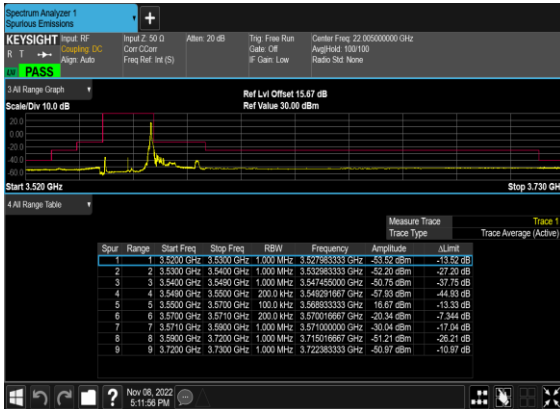 Spectrum Analyzer 1
Spurious Emissions
+
KEYSIGHT Input: RF Input Z: 50 Ω Atten: 20 dB Trig: Free Run Center Freq: 22.005000000 GHz
R T Coupling: DC Corr CCorr Gate: Off Avg|Hold: 100/100
Align: Auto Freq Ref: Int (S) IF Gain: Low Radio Std: None
PASS
3 All Range Graph
Ref Lvl Offset 15.67 dB
Scale/Div 10.0 dB Ref Value 30.00 dBm
20.0
0.00
-20.0
-40.0
-60.0
Start 3.520 GHz Stop 3.730 GH
4 All Range Table
Measure Trace Trace 1
Trace Type Trace Average (Active)
Spur Range Start Freq Stop Freq RBW Frequency Amplitude ΔLimit
1 1 3.5200 GHz 3.5300 GHz 1.000 MHz 3.527983333 GHz -53.52 dBm -13.52 dB
2 2 3.5300 GHz 3.5400 GHz 1.000 MHz 3.532983333 GHz -52.20 dBm -27.20 dB
3 3 3.5400 GHz 3.5490 GHz 1.000 MHz 3.547455000 GHz -50.75 dBm -37.75 dB
4 4 3.5490 GHz 3.5500 GHz 200.0 kHz 3.549291667 GHz -57.93 dBm -44.93 dB
5 5 3.5500 GHz 3.5700 GHz 100.0 kHz 3.568933333 GHz 16.67 dBm -13.33 dB
6 6 3.5700 GHz 3.5710 GHz 200.0 kHz 3.570016667 GHz -20.34 dBm -7.344 dB
7 7 3.5710 GHz 3.5900 GHz 1.000 MHz 3.571000000 GHz -30.04 dBm -17.04 dB
8 8 3.5900 GHz 3.7200 GHz 1.000 MHz 3.715016667 GHz -51.21 dBm -26.21 dB
9 9 3.7200 GHz 3.7300 GHz 1.000 MHz 3.722383333 GHz -50.97 dBm -10.97 dB
? Nov 08, 2022
5:11:56 PM